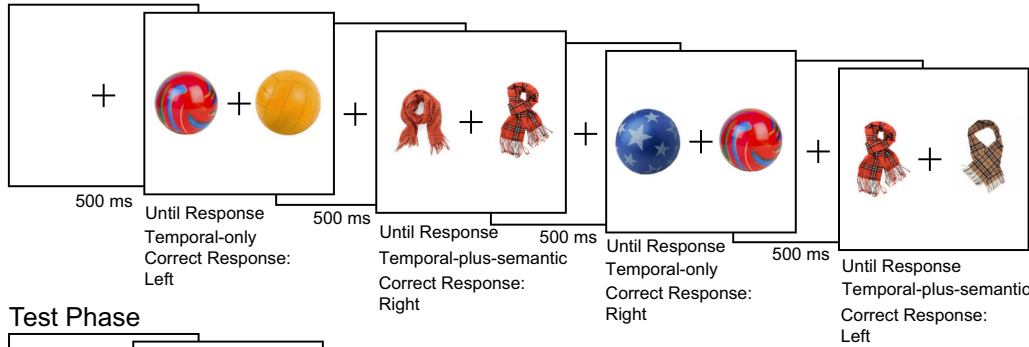 500 ms
Until Response
Temporal-only
Correct Response:
Left
500 ms
Until Response
Temporal-plus-semantic
Correct Response:
Right
500 ms
Until Response
Temporal-only
Correct Response:
Right
500 ms
Until Response
Temporal-plus-semantic
Correct Response:
Left
Test Phase